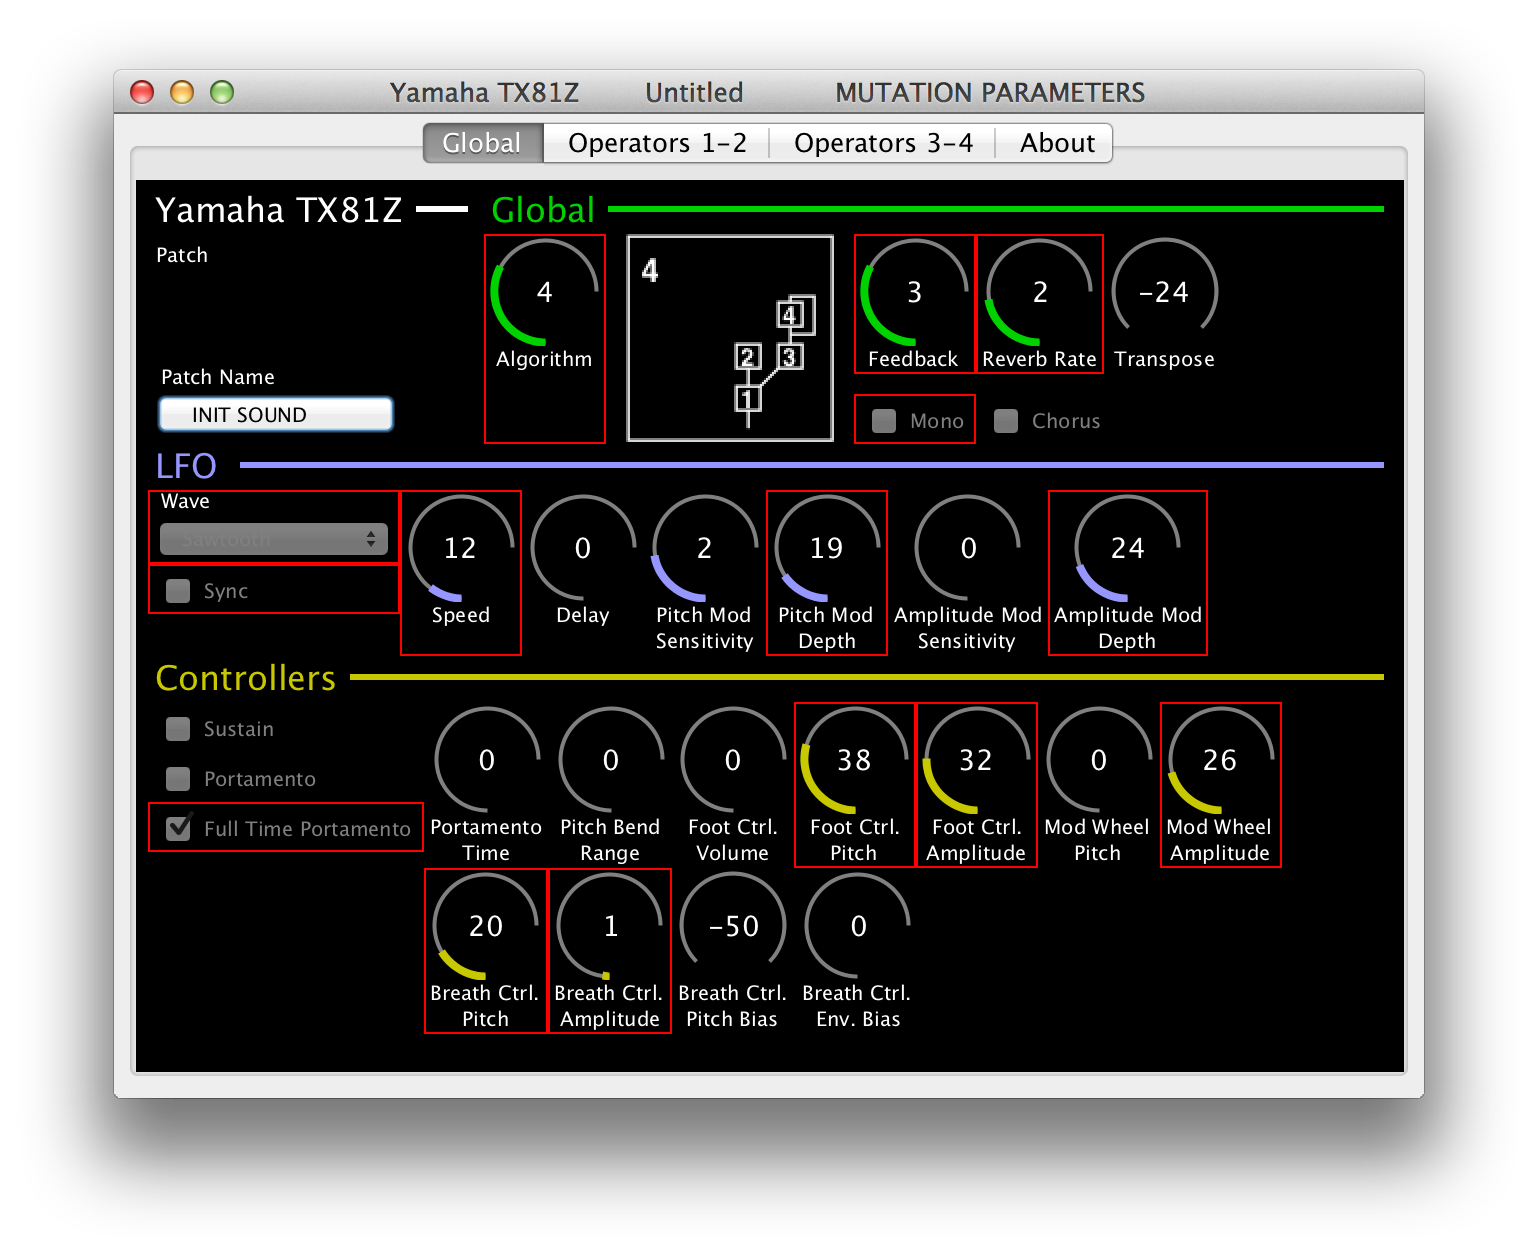 Yamaha TX81Z Untitled MUTATION PARAMETERS
Global Operators 1-2 Operators 3-4 About
Yamaha TX81Z Global
Patch
Patch Name
INIT SOUND
4
Algorithm
4
4
2 3
1
3
Feedback
2
Reverb Rate
-24
Transpose
Mono Chorus
LFO
Wave
Sawtooth
Sync
12
Speed
0
Delay
2
Pitch Mod
Sensitivity
19
Pitch Mod
Depth
0
Amplitude Mod
Sensitivity
24
Amplitude Mod
Depth
Controllers
Sustain
Portamento
Full Time Portamento
0
Portamento
Time
0
Pitch Bend
Range
0
Foot Ctrl.
Volume
38
Foot Ctrl.
Pitch
32
Foot Ctrl.
Amplitude
0
Mod Wheel
Pitch
26
Mod Wheel
Amplitude
20
Breath Ctrl.
Pitch
1
Breath Ctrl.
Amplitude
-50
Breath Ctrl.
Pitch Bias
0
Breath Ctrl.
Env. Bias